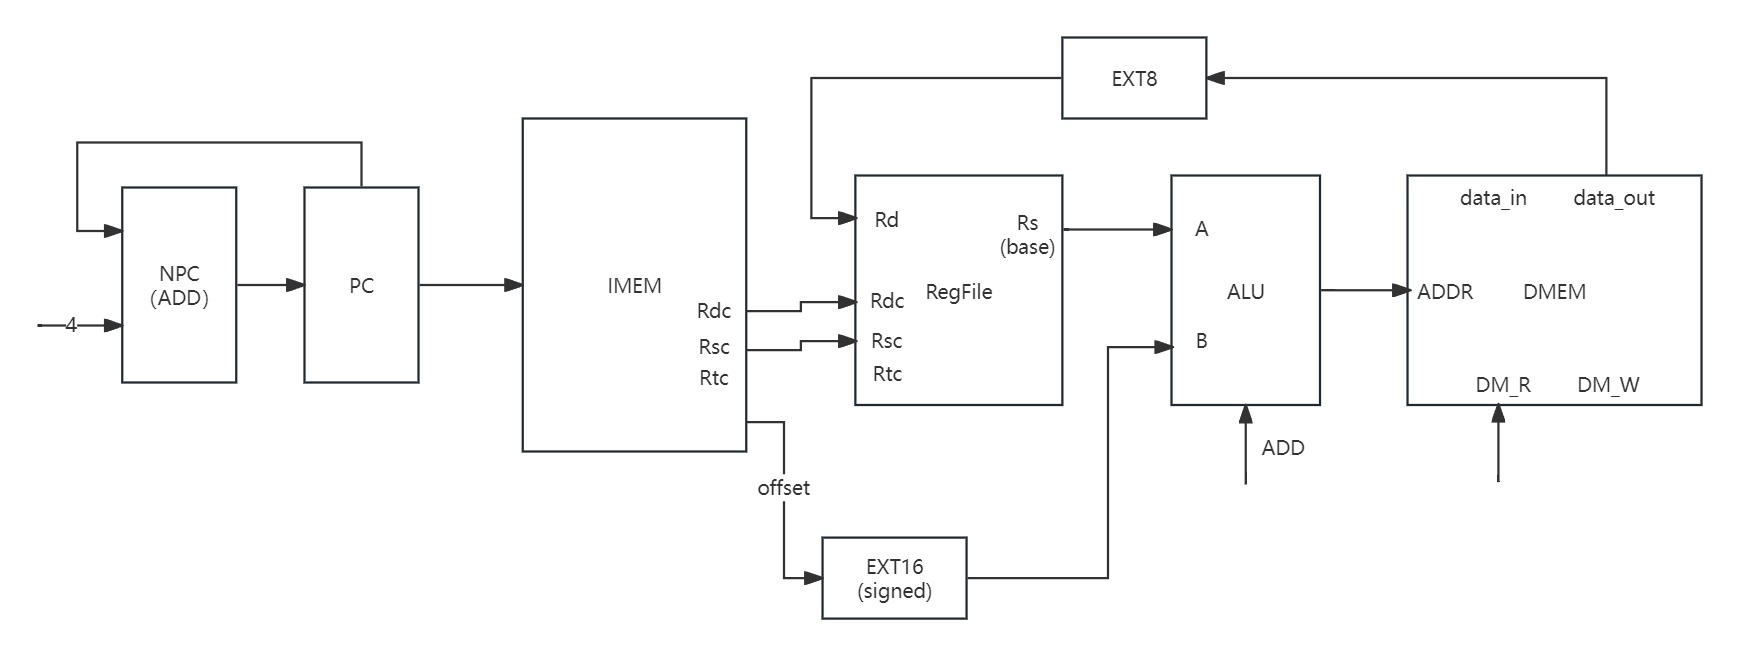 EXT8
data_in
data_out
Rd
Rs
(base)
A
NPC
(ADD)
4
PC
IMEM
Rdc
Rsc
Rtc
Rdc
RegFile
Rsc
Rtc
ALU
B
ADDR
DMEM
DM_R
DM_W
ADD
offset
EXT16
(signed)